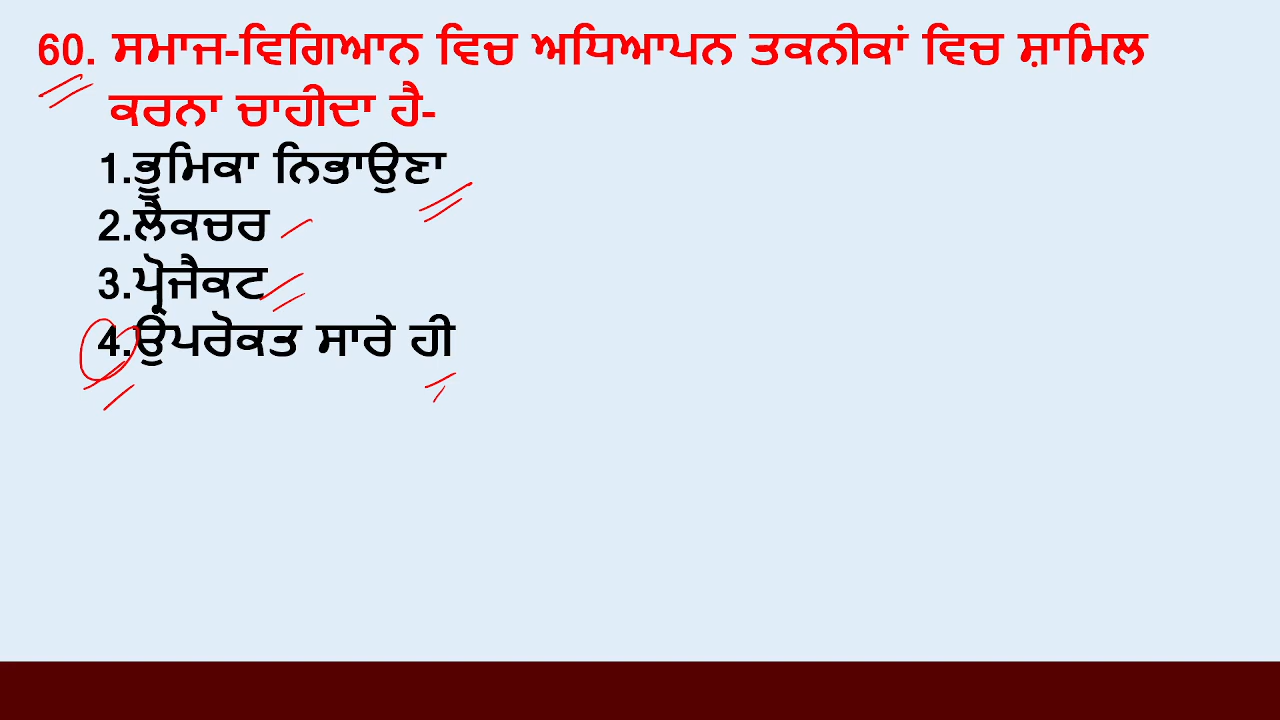 60. ਸਮਾਜ-ਵਿਗਿਆਨ ਵਿਚ ਅਧਿਆਪਨ ਤਕਨੀਕਾਂ ਵਿਚ ਸ਼ਾਮਿਲ
ਕਰਨਾ ਚਾਹੀਦਾ ਹੈ-
1.ਭੂਮਿਕਾ ਨਿਭਾਉਣਾ
2.ਲੈਕਚਰ
3.ਪ੍ਰੋਜੈਕਟ
4.ਉਪਰੋਕਤ ਸਾਰੇ ਹੀ